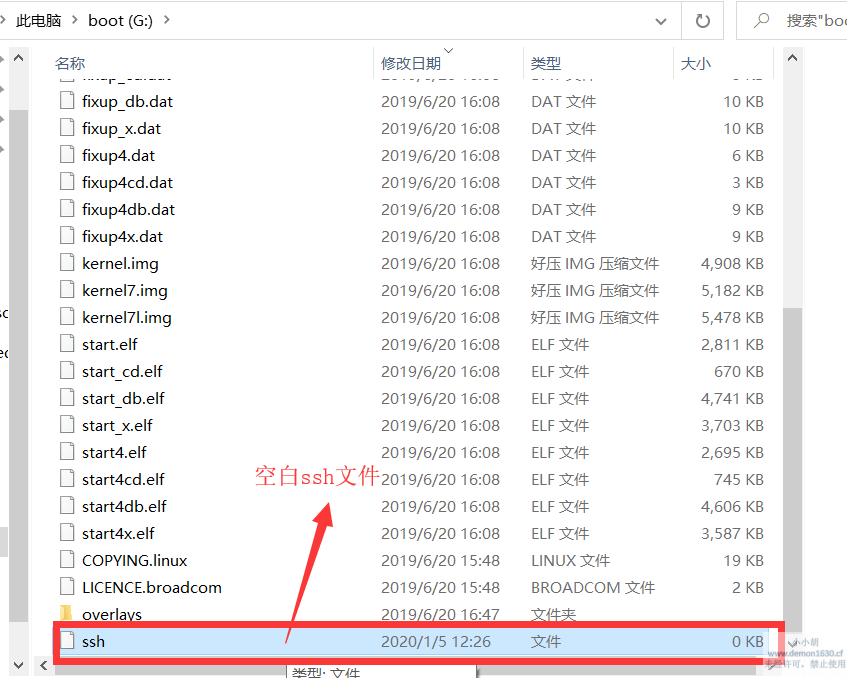 此电脑 > boot (G:) >
搜索"boo
名称 修改日期 类型 大小
fixup_db.dat 2019/6/20 16:08 DAT 文件 10 KB
fixup_x.dat 2019/6/20 16:08 DAT 文件 10 KB
fixup4.dat 2019/6/20 16:08 DAT 文件 6 KB
fixup4cd.dat 2019/6/20 16:08 DAT 文件 3 KB
fixup4db.dat 2019/6/20 16:08 DAT 文件 9 KB
fixup4x.dat 2019/6/20 16:08 DAT 文件 9 KB
kernel.img 2019/6/20 16:08 好压 IMG 压缩文件 4,908 KB
kernel7.img 2019/6/20 16:08 好压 IMG 压缩文件 5,182 KB
kernel7l.img 2019/6/20 16:08 好压 IMG 压缩文件 5,478 KB
start.elf 2019/6/20 16:08 ELF 文件 2,811 KB
start_cd.elf 2019/6/20 16:08 ELF 文件 670 KB
start_db.elf 2019/6/20 16:08 ELF 文件 4,741 KB
start_x.elf 2019/6/20 16:08 ELF 文件 3,703 KB
start4.elf 2019/6/20 16:08 ELF 文件 2,695 KB
空白ssh文件
start4cd.elf 2019/6/20 16:08 ELF 文件 745 KB
start4db.elf 2019/6/20 16:08 ELF 文件 4,606 KB
start4x.elf 2019/6/20 16:08 ELF 文件 3,587 KB
COPYING.linux 2019/6/20 15:48 LINUX 文件 19 KB
LICENCE.broadcom 2019/6/20 15:48 BROADCOM 文件 2 KB
overlays 2019/6/20 16:47 文件夹
ssh 2020/1/5 12:26 文件 0 KB
小胡
www.demon1630.cf
未经许可，禁止使用
类型: 文件